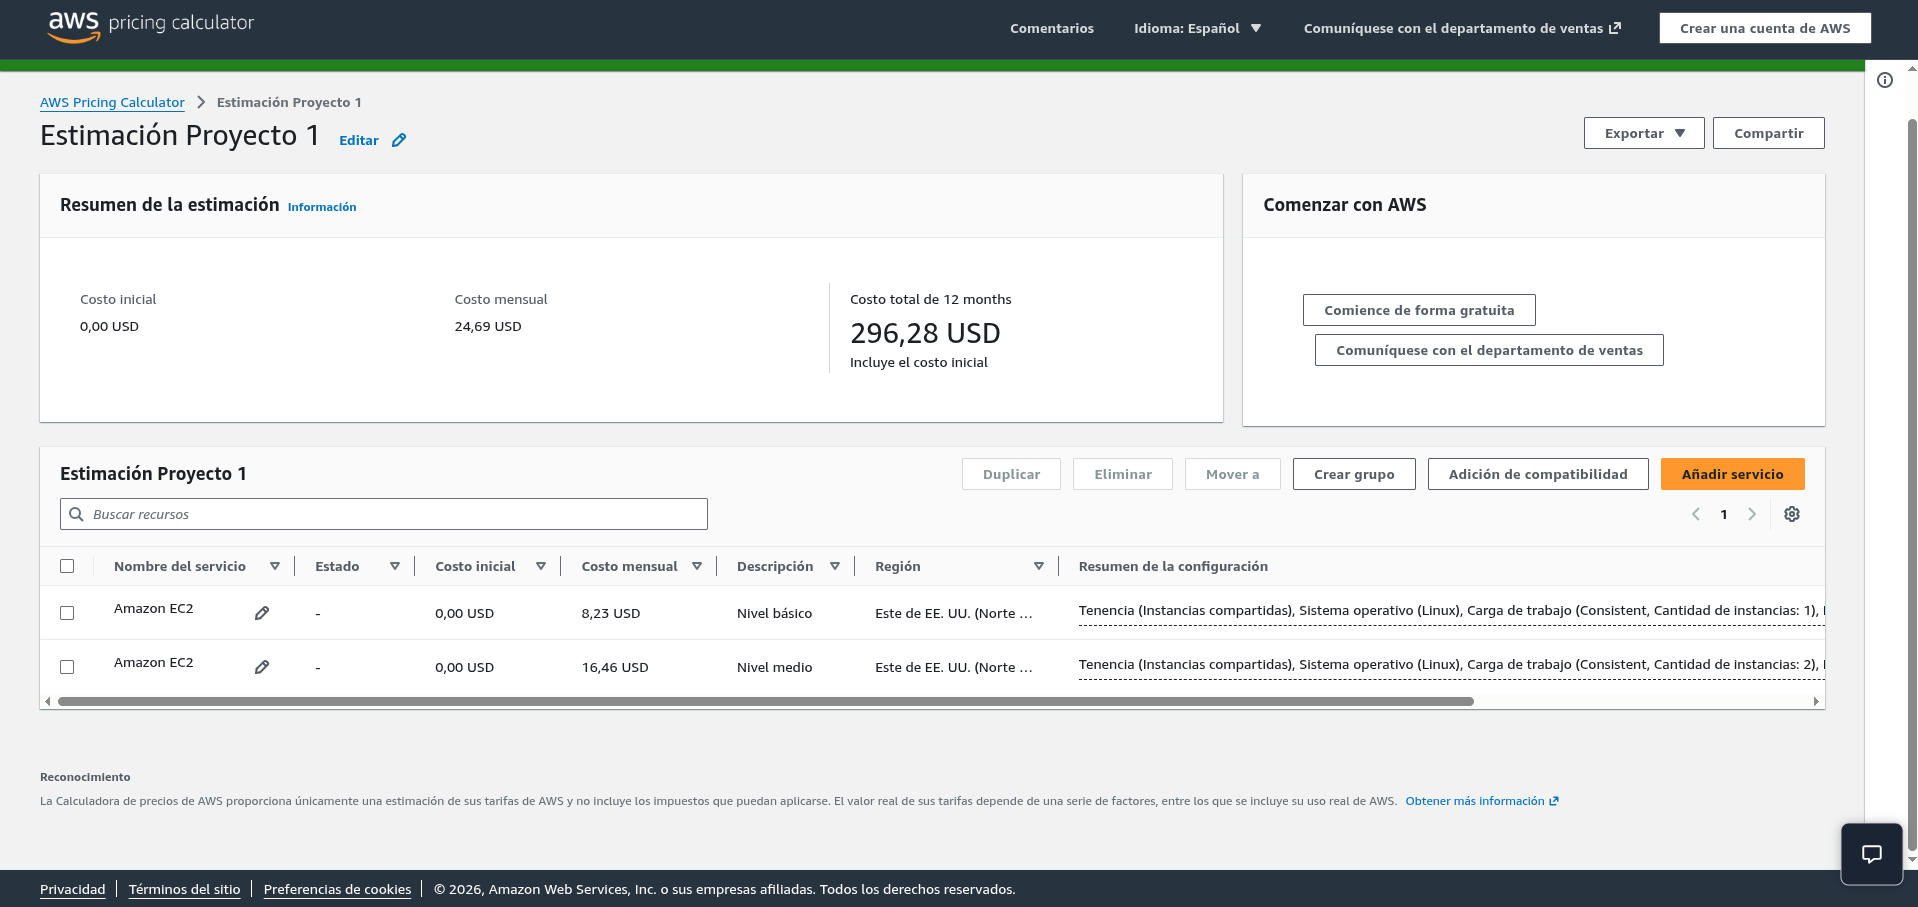 aws pricing calculator
Comentarios Idioma: Español Comuníquese con el departamento de ventas Crear una cuenta de AWS
AWS Pricing Calculator Estimación Proyecto 1
Estimación Proyecto 1 Editar
Exportar Compartir
Resumen de la estimación Información
Costo inicial Costo mensual Costo total de 12 months
0,00 USD 24,69 USD 296,28 USD
Incluye el costo inicial
Comenzar con AWS
Comience de forma gratuita
Comuníquese con el departamento de ventas
Estimación Proyecto 1
Duplicar Eliminar Mover a Crear grupo Adición de compatibilidad Añadir servicio
Buscar recursos
1
Nombre del servicio Estado Costo inicial Costo mensual Descripción Región Resumen de la configuración
Amazon EC2 - 0,00 USD 8,23 USD Nivel básico Este de EE. UU. (Norte ... Tenencia (Instancias compartidas), Sistema operativo (Linux), Carga de trabajo (Consistent, Cantidad de instancias: 1),
Amazon EC2 - 0,00 USD 16,46 USD Nivel medio Este de EE. UU. (Norte ... Tenencia (Instancias compartidas), Sistema operativo (Linux), Carga de trabajo (Consistent, Cantidad de instancias: 2),
Reconocimiento
La Calculadora de precios de AWS proporciona únicamente una estimación de sus tarifas de AWS y no incluye los impuestos que puedan aplicarse. El valor real de sus tarifas depende de una serie de factores, entre los que se incluye su uso real de AWS. Obtener más información
Privacidad Términos del sitio Preferencias de cookies © 2026, Amazon Web Services, Inc. o sus empresas afiliadas. Todos los derechos reservados.